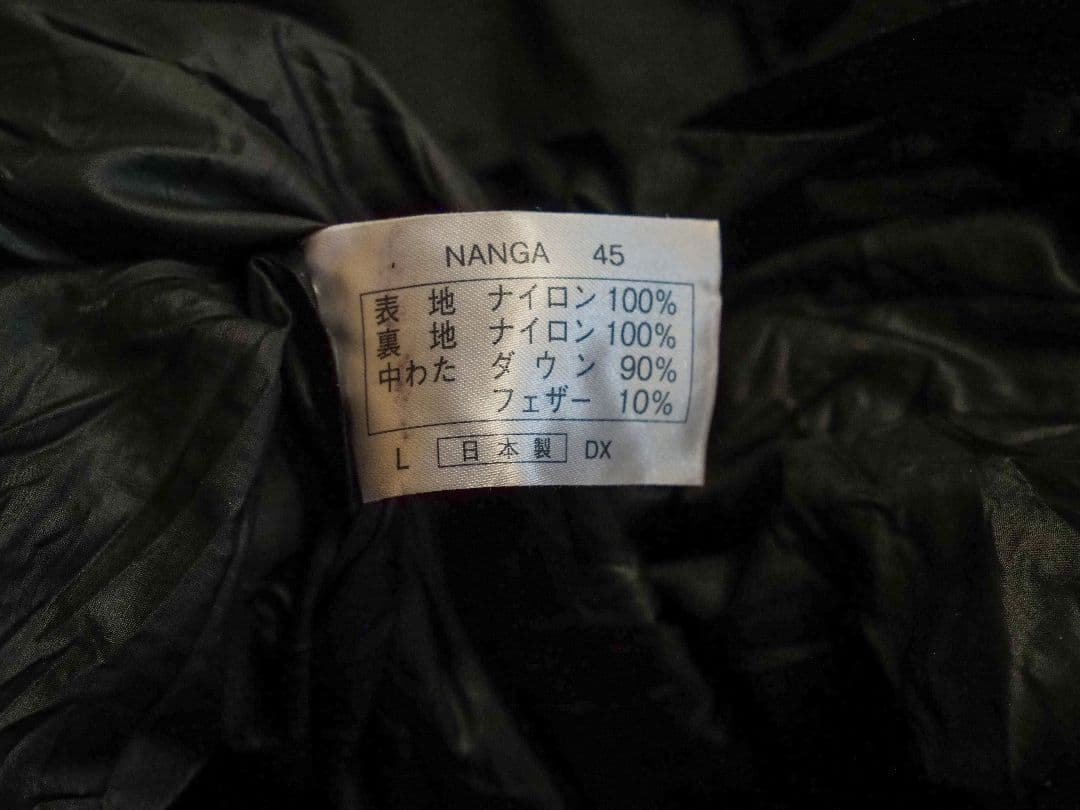 NANGA 45
表 地 ナイロン 100%
裏 地 ナイロン 100%
中わた ダ ウ ン 90%
フェザー 10%
L 日本製 DX